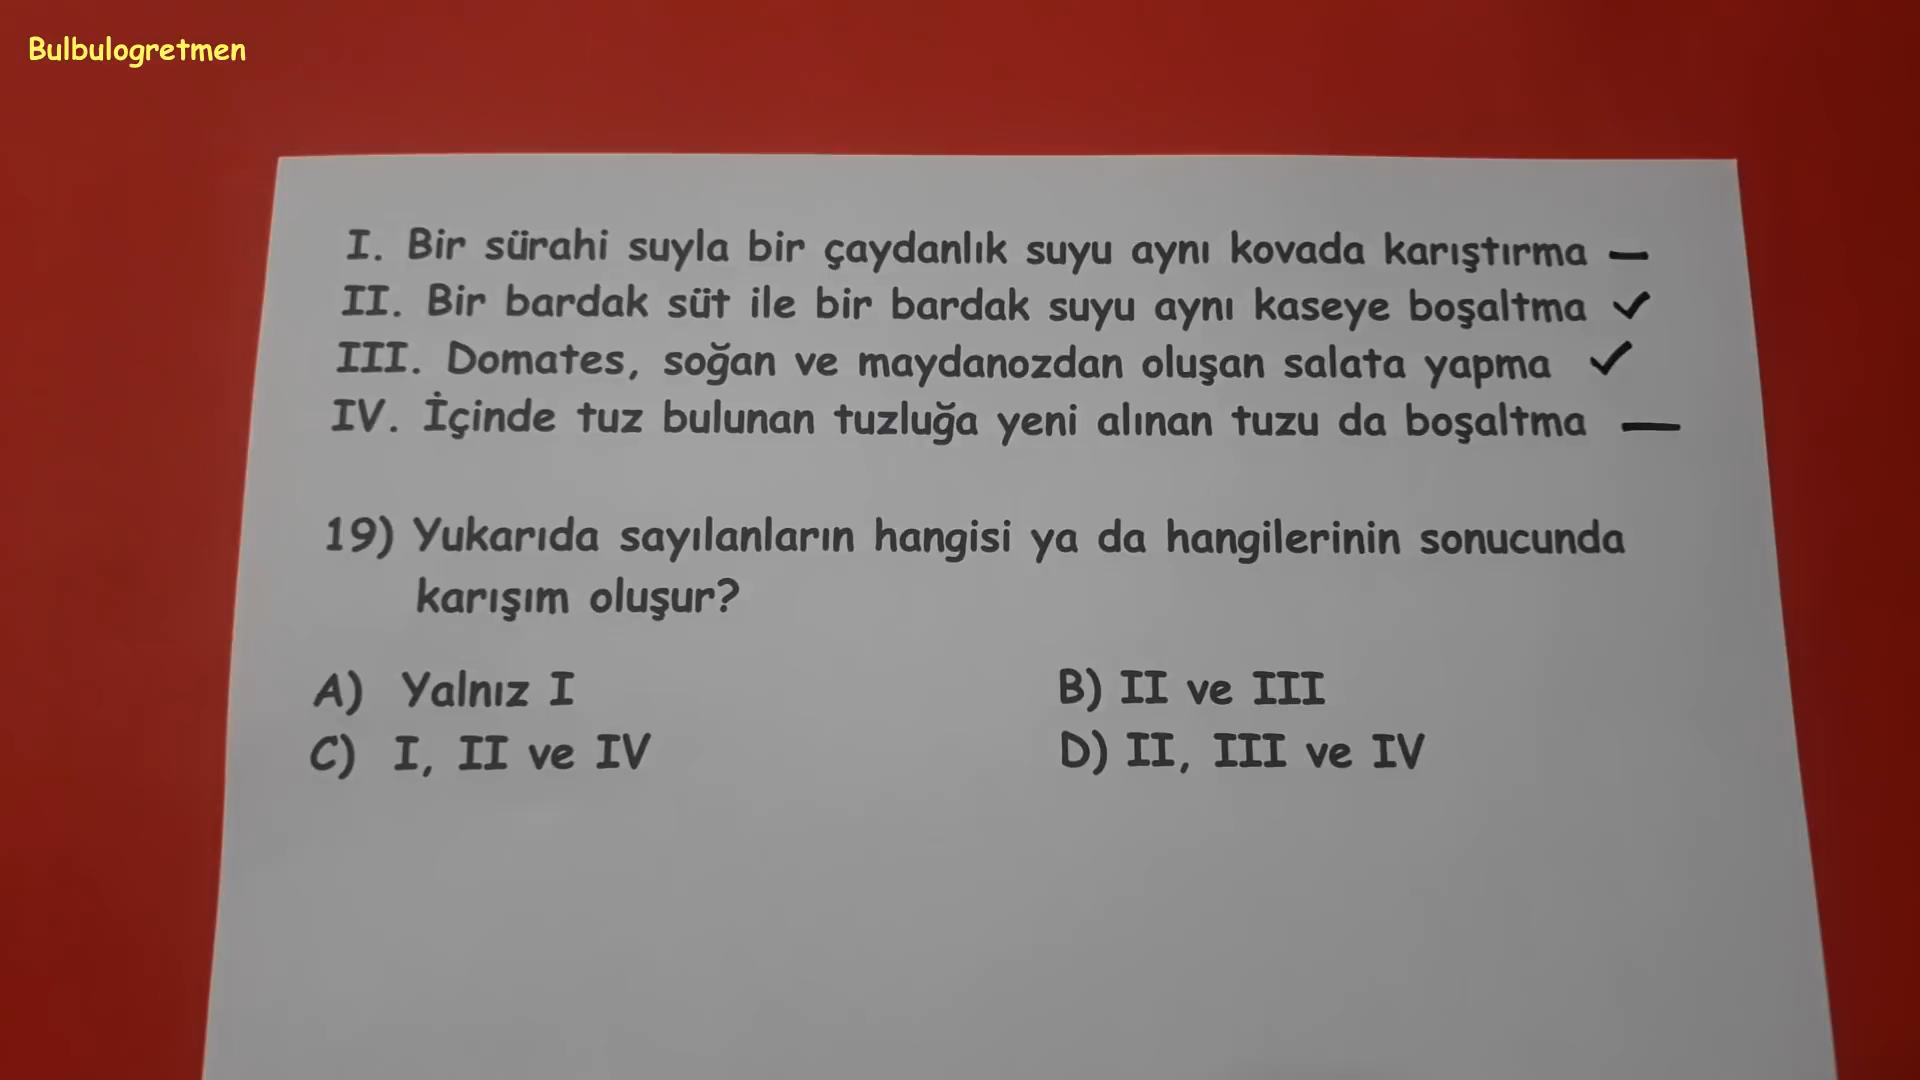 Bulbulogretmen
I. Bir sürahi suyla bir çaydanlık suyu aynı kovada karıştırma —
II. Bir bardak süt ile bir bardak suyu aynı kaseye boşaltma ✓
III. Domates, soğan ve maydanozdan oluşan salata yapma ✓
IV. İçinde tuz bulunan tuzluğa yeni alınan tuzu da boşaltma —
19) Yukarıda sayılanların hangisi ya da hangilerinin sonucunda
karışım oluşur?
A) Yalnız I
B) II ve III
C) I, II ve IV
D) II, III ve IV